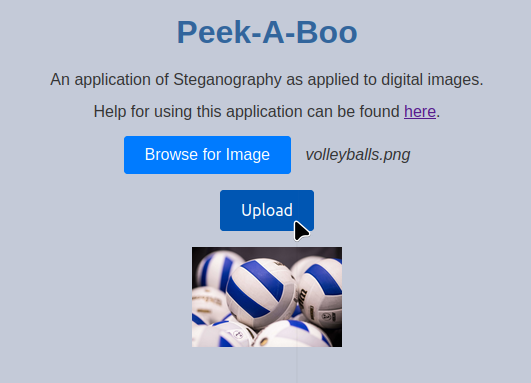 Peek-A-Boo
An application of Steganography as applied to digital images.
Help for using this application can be found here.
Browse for Image volleyballs.png
Upload